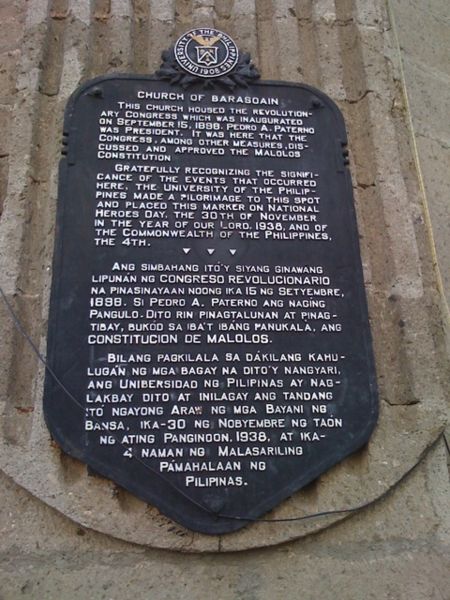 UNIVERSITY OF THE PHILIPPINES
1908
CHURCH OF BARASOAIN
THIS CHURCH HOUSED THE REVOLUTION-
ARY CONGRESS WHICH WAS INAUGURATED
ON SEPTEMBER 15, 1898. PEDRO A. PATERNO
WAS PRESIDENT. IT WAS HERE THAT THE
CONGRESS, AMONG OTHER MEASURES, DIS-
CUSSED AND APPROVED THE MALOLOS
CONSTITUTION
GRATEFULLY RECOGNIZING THE SIGNIFI-
CANCE OF THE EVENTS THAT OCCURRED
HERE, THE UNIVERSITY OF THE PHILIP-
PINES MADE A PILGRIMAGE TO THIS SPOT
AND PLACED THIS MARKER ON NATIONAL
HEROES DAY, THE 30TH OF NOVEMBER
IN THE YEAR OF OUR LORD, 1938, AND OF
THE COMMONWEALTH OF THE PHILIPPINES,
THE 4TH.
ANG SIMBAHANG ITO'Y SIYANG GINAWANG
LIPUNAN NG CONGRESO REVOLUCIONARIO
NA PINASINAYAAN NOONG IKA 15 NG SETYEMBRE,
1898. SI PEDRO A. PATERNO ANG NAGING
PANGULO. DITO RIN PINAGTALUNAN AT PINAG-
TIBAY, BUKOD SA IBA'T IBANG PANUKALA, ANG
CONSTITUCION DE MALOLOS.
BILANG PAGKILALA SA DAKILANG KAHU-
LUGAN NG MGA BAGAY NA DITO'Y NANGYARI,
ANG UNIBERSIDAD NG PILIPINAS AY NAG-
LAKBAY DITO AT INILAGAY ANG TANDANG
ITO NGAYONG ARAW NG MGA BAYANI NG
BANSA, IKA-30 NG NOBYEMBRE NG TAON
NG ATING PANGINOON, 1938, AT IKA-
4 NAMAN NG MALASARILING
PAMAHALAAN NG
PILIPINAS.